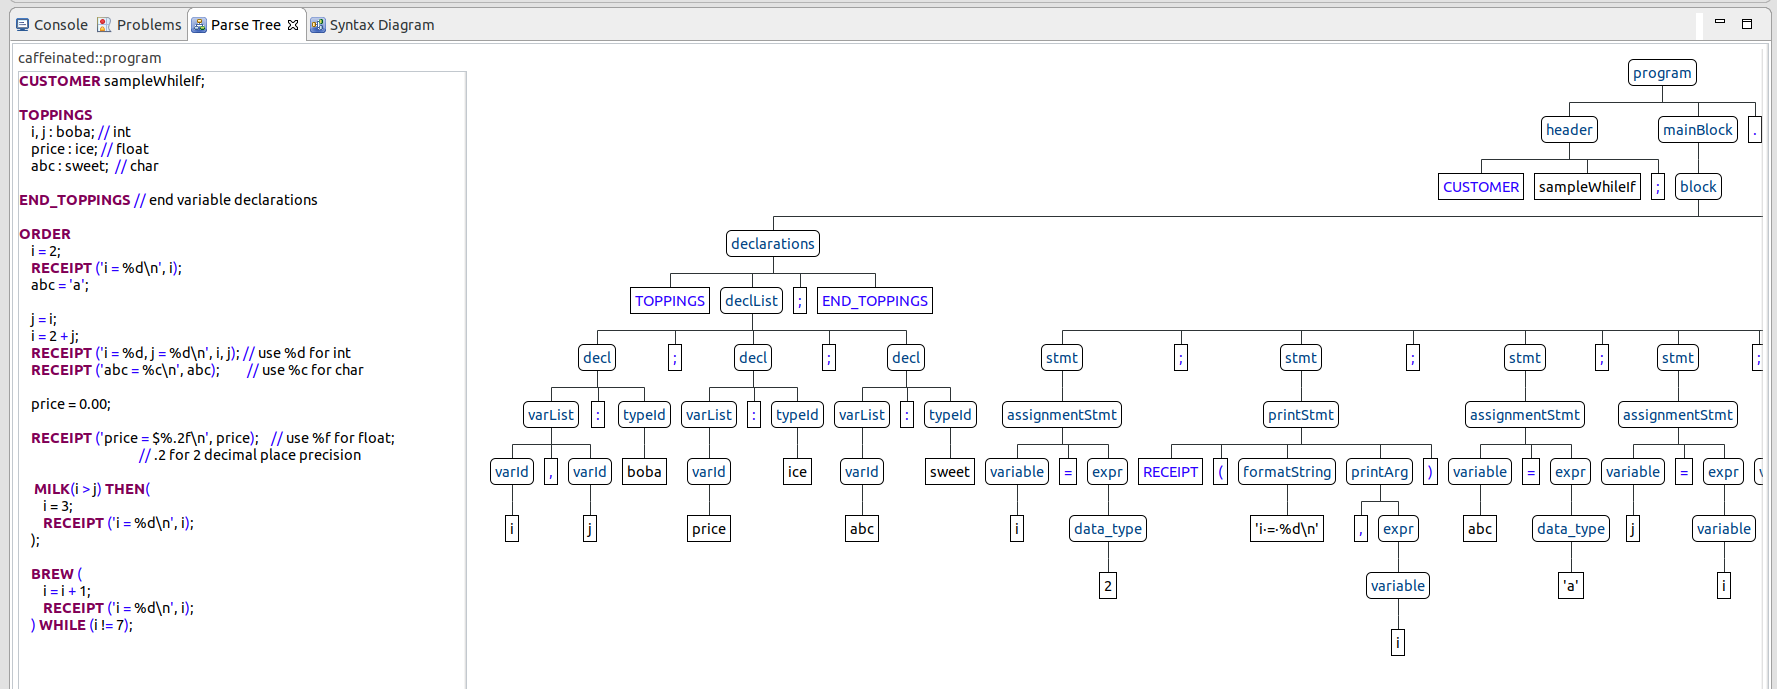 Console Problems Parse Tree Syntax Diagram
caffeinated::program
CUSTOMER sampleWhileIf;
TOPPINGS
i, j : boba; // int
price : ice; // float
abc : sweet; // char
END_TOPPINGS // end variable declarations
ORDER
i = 2;
RECEIPT ('i = %d\n', i);
abc = 'a';
j = i;
i = 2 + j;
RECEIPT ('i = %d, j = %d\n', i, j); // use %d for int
RECEIPT ('abc = %c\n', abc); // use %c for char
price = 0.00;
RECEIPT ('price = $%.2f\n', price); // use %f for float;
// .2 for 2 decimal place precision
MILK(i > j) THEN(
i = 3;
RECEIPT ('i = %d\n', i);
);
BREW (
i = i + 1;
RECEIPT ('i = %d\n', i);
) WHILE (i != 7);
program
header mainBlock .
CUSTOMER sampleWhileIf ; block
declarations
TOPPINGS declList ; END_TOPPINGS
decl ; decl ; decl stmt ; stmt ; stmt ; stmt ;
varList : typeId varList : typeId varList : typeId assignmentStmt printStmt assignmentStmt assignmentStmt
varId , varId boba varId ice varId sweet variable = expr RECEIPT ( formatString printArg ) variable = expr variable = expr
i j price abc i data_type 'i·=·%d\n' , expr abc data_type j variable
2 variable 'a' i
i